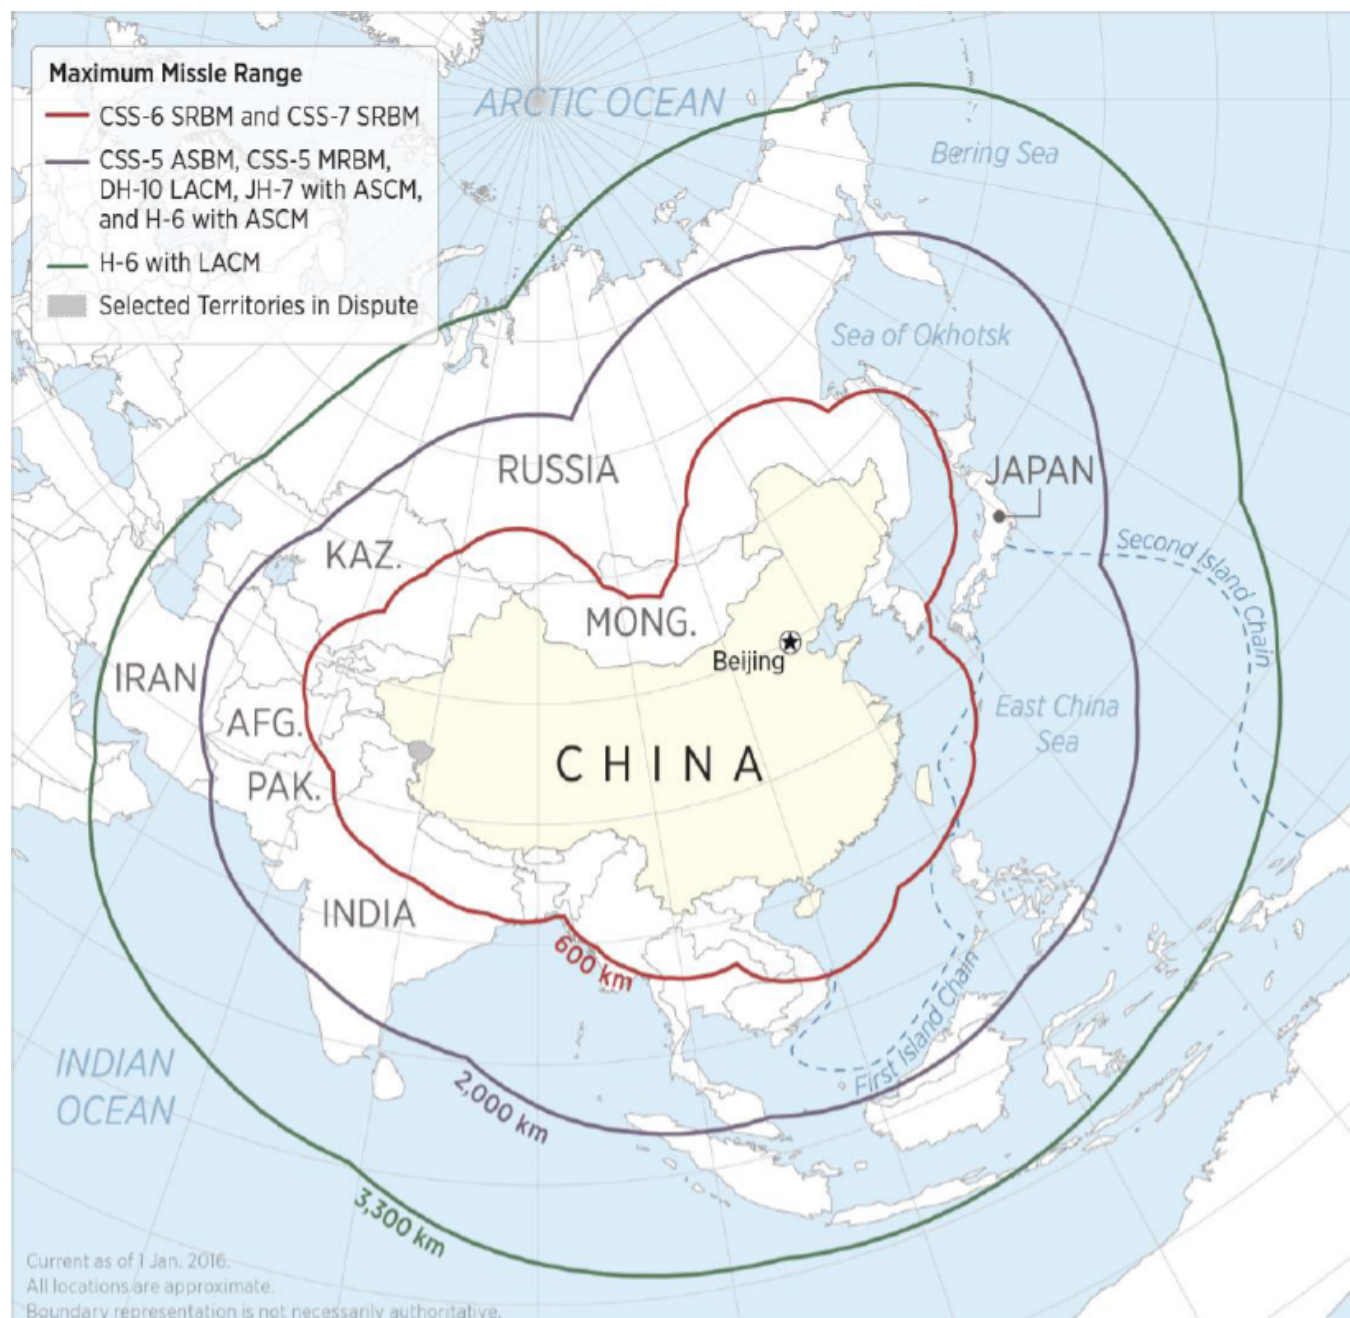 Maximum Missle Range
CSS-6 SRBM and CSS-7 SRBM
CSS-5 ASBM, CSS-5 MRBM,
DH-10 LACM, JH-7 with ASCM,
and H-6 with ASCM
H-6 with LACM
Selected Territories in Dispute
ARCTIC OCEAN
Bering Sea
Sea of Okhotsk
RUSSIA
JAPAN
KAZ.
Second Island Chain
MONG.
Beijing
IRAN
AFG.
East China
Sea
CHINA
PAK.
INDIA
600 km
First Island Chain
INDIAN
OCEAN
2,000 km
3,300 km
Current as of 1 Jan. 2016.
All locations are approximate.
Boundary representation is not necessarily authoritative.